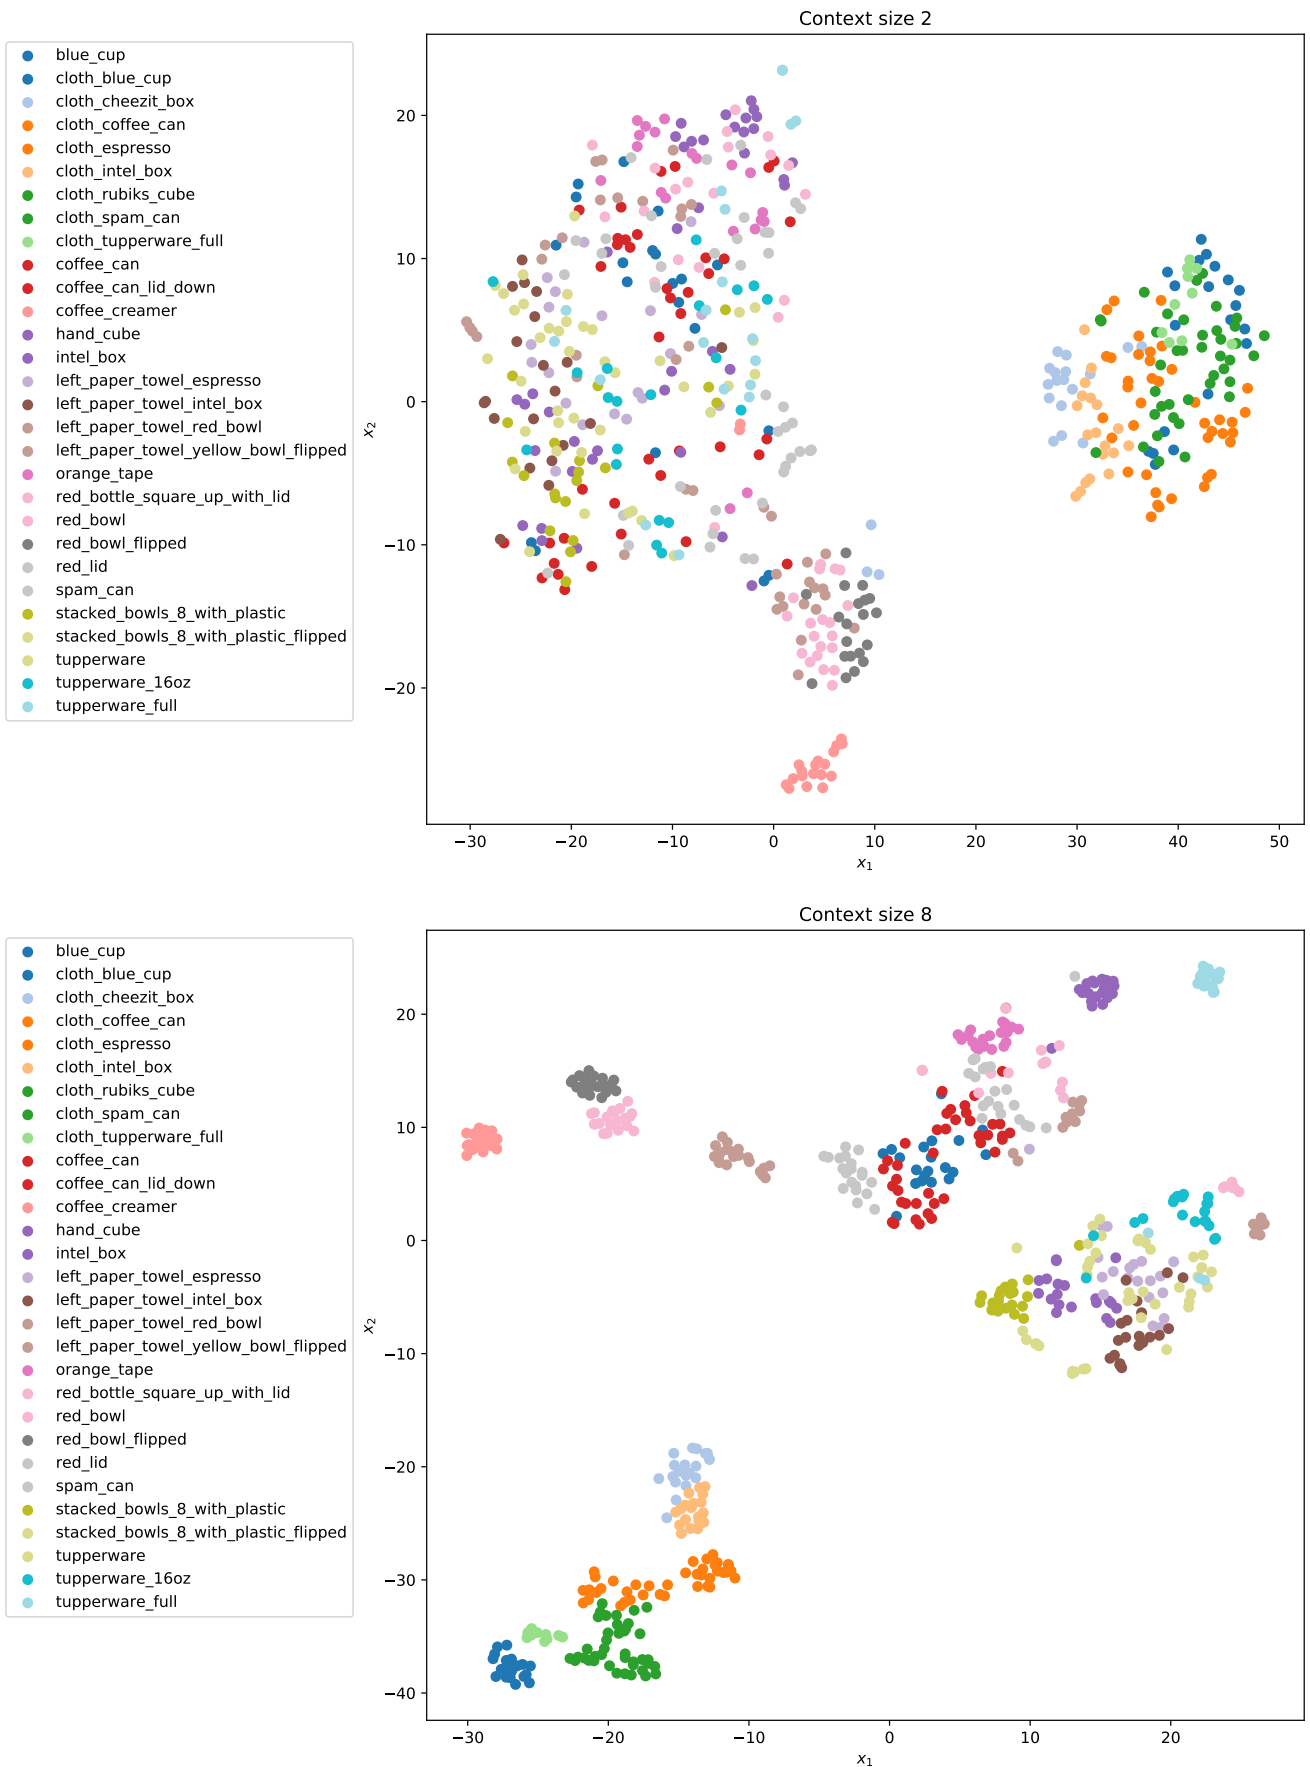 Context size 2
blue_cup
cloth_blue_cup
cloth_cheezit_box
cloth_coffee_can
cloth_espresso
cloth_intel_box
cloth_rubiks_cube
cloth_spam_can
cloth_tupperware_full
coffee_can
coffee_can_lid_down
coffee_creamer
hand_cube
intel_box
left_paper_towel_espresso
left_paper_towel_intel_box
left_paper_towel_red_bowl
left_paper_towel_yellow_bowl_flipped
orange_tape
red_bottle_square_up_with_lid
red_bowl
red_bowl_flipped
red_lid
spam_can
stacked_bowls_8_with_plastic
stacked_bowls_8_with_plastic_flipped
tupperware
tupperware_16oz
tupperware_full
x₂
20
10
0
−10
−20
−30 −20 −10 0 10 20 30 40 50
x₁
Context size 8
blue_cup
cloth_blue_cup
cloth_cheezit_box
cloth_coffee_can
cloth_espresso
cloth_intel_box
cloth_rubiks_cube
cloth_spam_can
cloth_tupperware_full
coffee_can
coffee_can_lid_down
coffee_creamer
hand_cube
intel_box
left_paper_towel_espresso
left_paper_towel_intel_box
left_paper_towel_red_bowl
left_paper_towel_yellow_bowl_flipped
orange_tape
red_bottle_square_up_with_lid
red_bowl
red_bowl_flipped
red_lid
spam_can
stacked_bowls_8_with_plastic
stacked_bowls_8_with_plastic_flipped
tupperware
tupperware_16oz
tupperware_full
x₂
20
10
0
−10
−20
−30
−40
−30 −20 −10 0 10 20
x₁